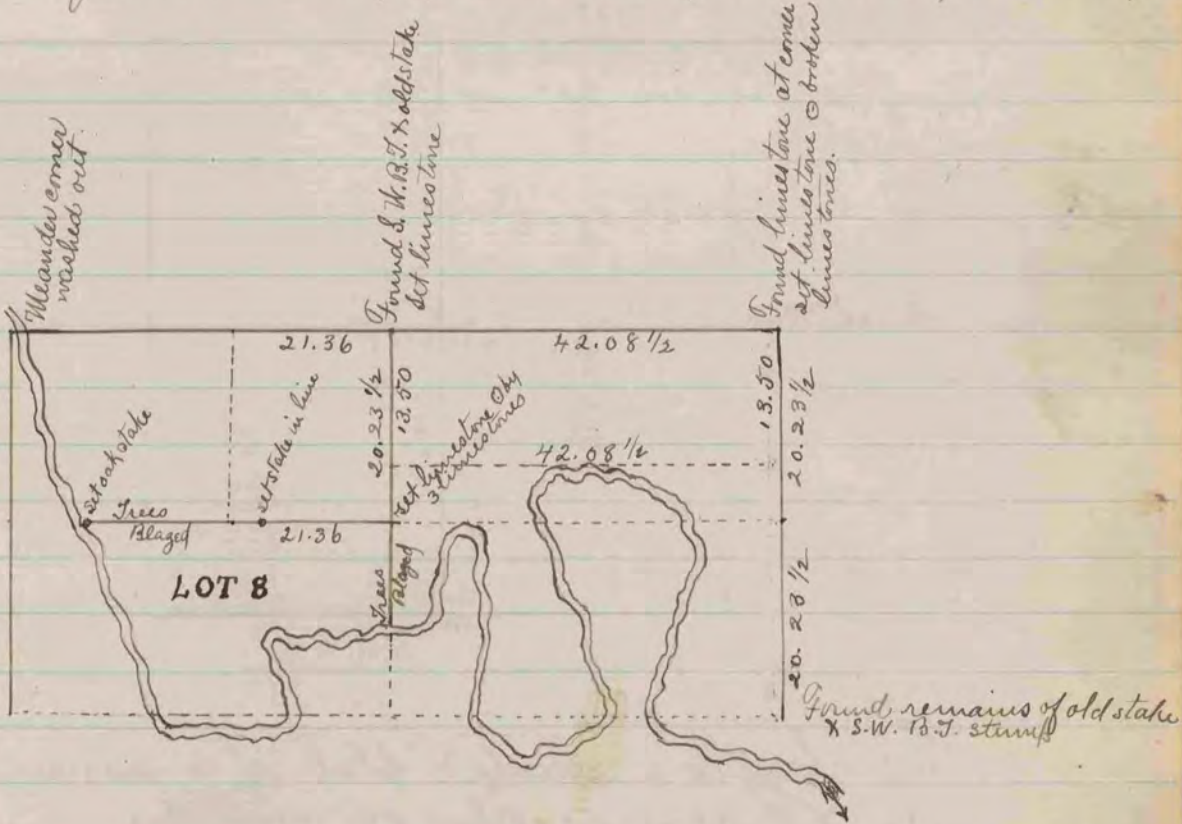 Meander corner
washed out.
Found S.W.B.T. & old stake
Set limestone
Found limestone at corner
Set limestone & broken
limestones.
21.36
42.08 1/2
20.23 1/2
13.50
13.50
20.23 1/2
Set oak stake
Set stake in line
Set limestone O by
3 limestones
42.08 1/2
Trees
Blazed
21.36
LOT 8
Trees
Blazed
20.23 1/2
Found remains of old stake
& S.W. B.T. stump